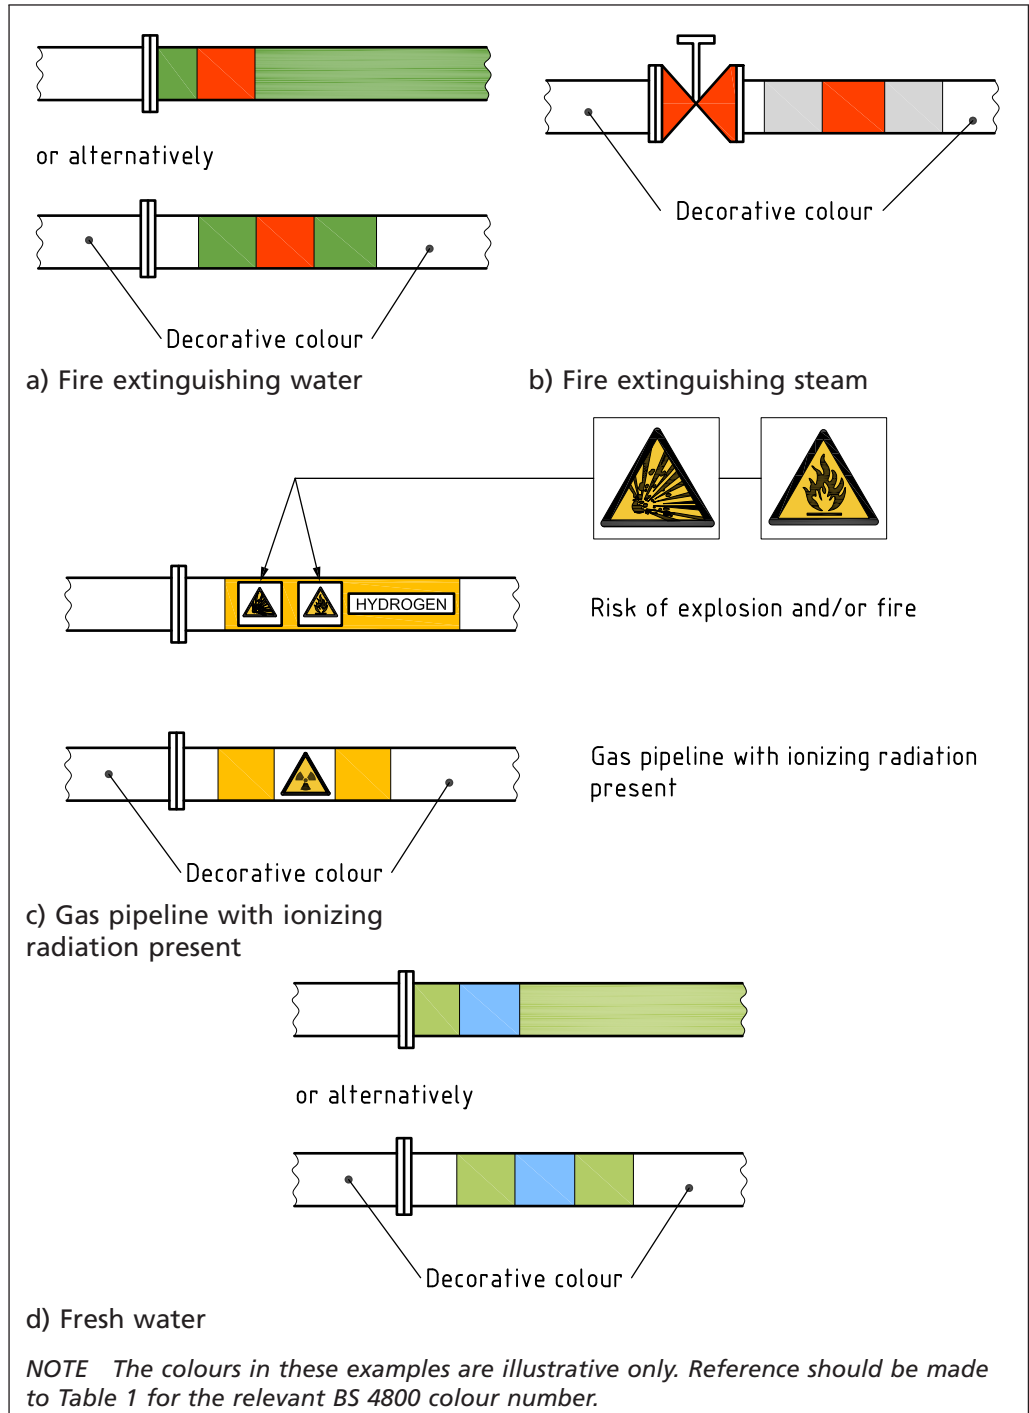 or alternatively
Decorative colour
Decorative colour
a) Fire extinguishing water
b) Fire extinguishing steam
HYDROGEN
Risk of explosion and/or fire
Gas pipeline with ionizing radiation
present
Decorative colour
c) Gas pipeline with ionizing
radiation present
or alternatively
Decorative colour
d) Fresh water
NOTE The colours in these examples are illustrative only. Reference should be made
to Table 1 for the relevant BS 4800 colour number.